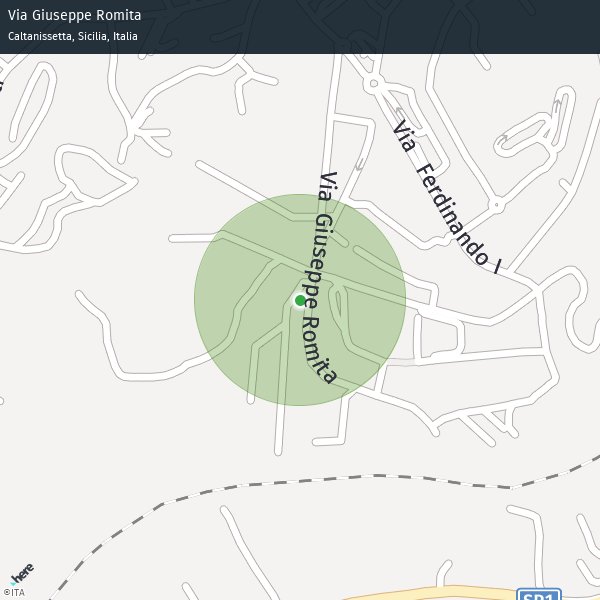 Via Giuseppe Romita
Caltanissetta, Sicilia, Italia
Via Ferdinando I
Via Giuseppe Romita
here
©ITA
SP1